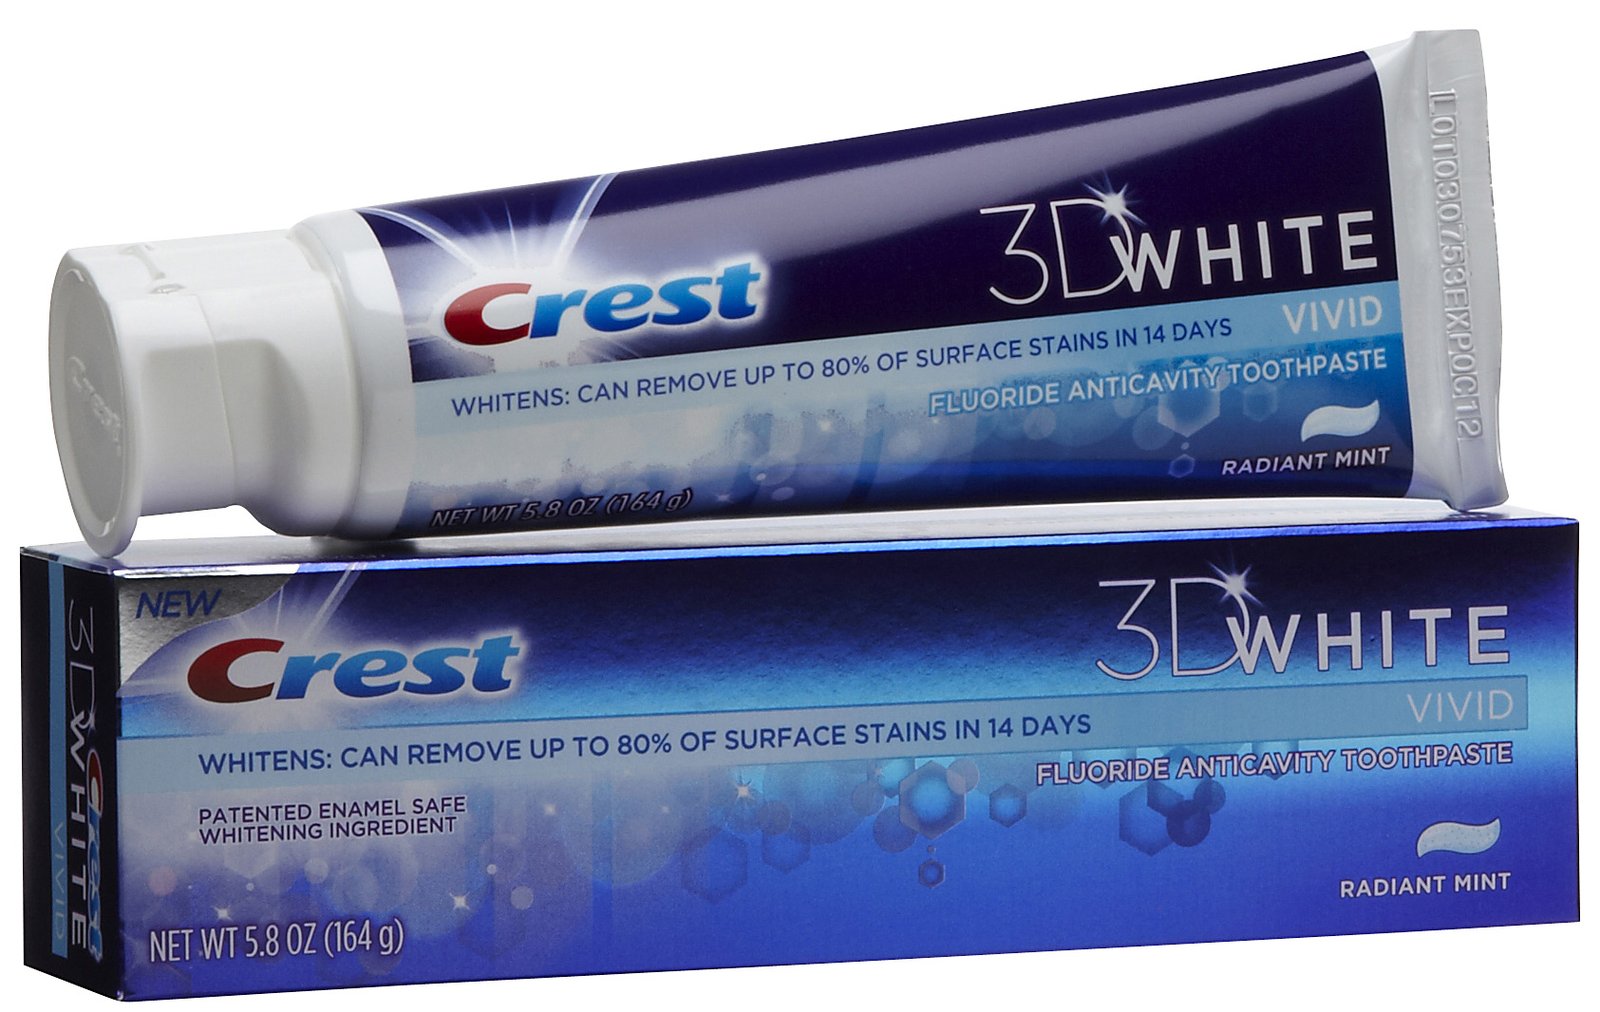 Crest
3D WHITE
VIVID
WHITENS: CAN REMOVE UP TO 80% OF SURFACE STAINS IN 14 DAYS
FLUORIDE ANTICAVITY TOOTHPASTE
RADIANT MINT
NET WT 5.8 OZ (164 g)
Crest
NEW
Crest
3D WHITE
VIVID
WHITENS: CAN REMOVE UP TO 80% OF SURFACE STAINS IN 14 DAYS
FLUORIDE ANTICAVITY TOOTHPASTE
PATENTED ENAMEL SAFE
WHITENING INGREDIENT
RADIANT MINT
NET WT 5.8 OZ (164 g)
Crest
3D WHITE
VIVID